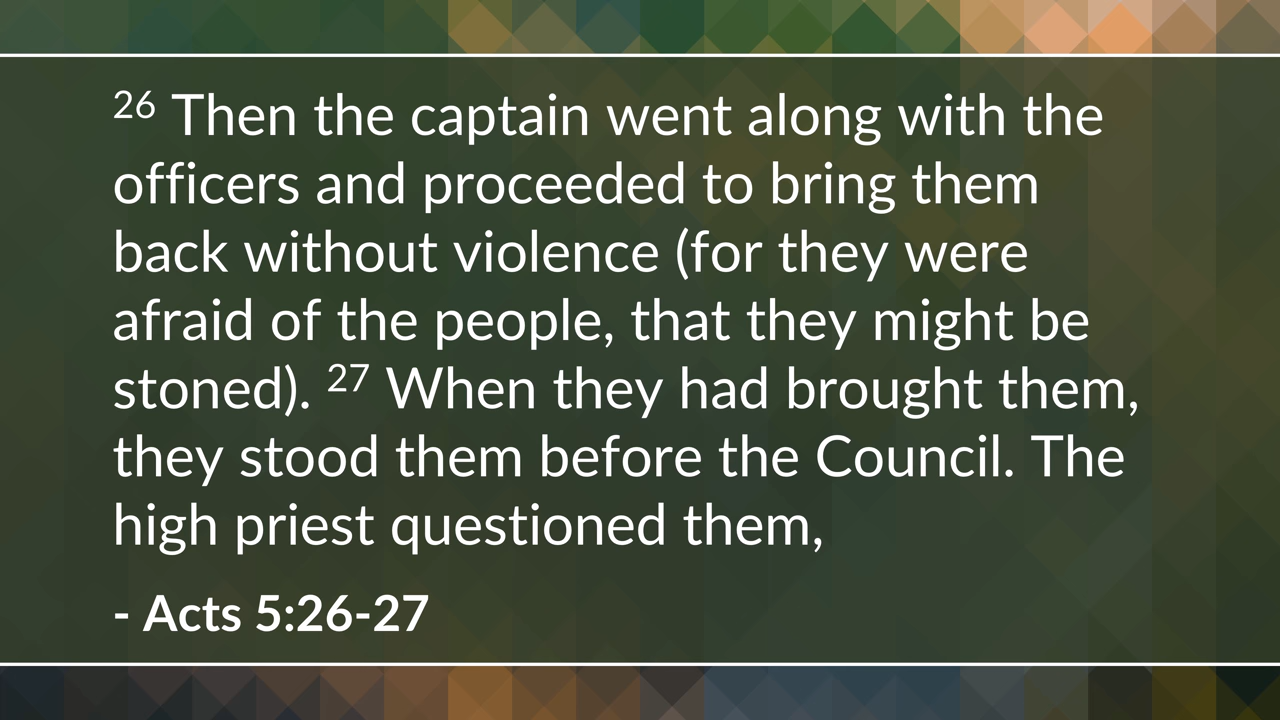 26 Then the captain went along with the
officers and proceeded to bring them
back without violence (for they were
afraid of the people, that they might be
stoned). 27 When they had brought them,
they stood them before the Council. The
high priest questioned them,
- Acts 5:26-27